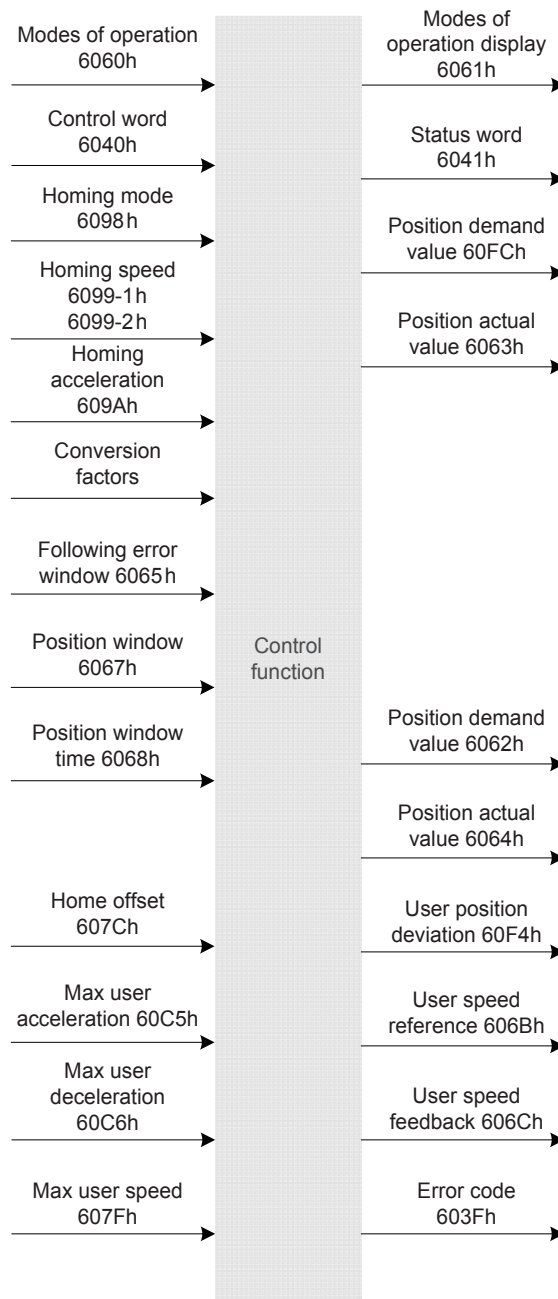 Modes of operation
6060h
Control word
6040h
Homing mode
6098h
Homing speed
6099-1h
6099-2h
Homing
acceleration
609Ah
Conversion
factors
Following error
window 6065h
Position window
6067h
Position window
time 6068h
Home offset
607Ch
Max user
acceleration 60C5h
Max user
deceleration
60C6h
Max user speed
607Fh
Control
function
Modes of
operation display
6061h
Status word
6041h
Position demand
value 60FCh
Position actual
value 6063h
Position demand
value 6062h
Position actual
value 6064h
User position
deviation 60F4h
User speed
reference 606Bh
User speed
feedback 606Ch
Error code
603Fh